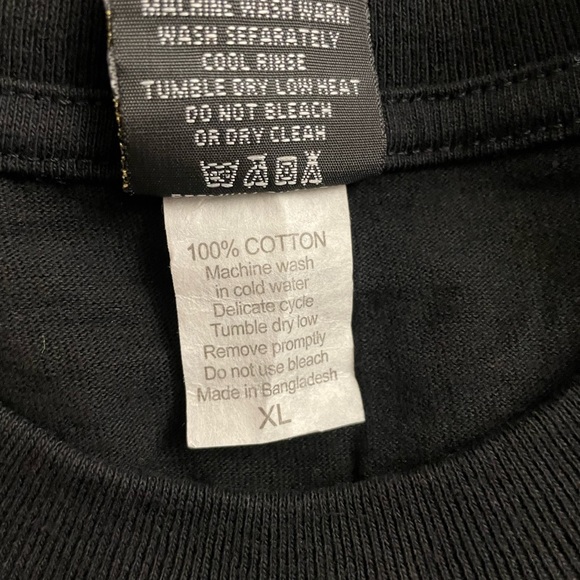 MACHINE WASH WARM
WASH SEPARATELY
COOL RINSE
TUMBLE DRY LOW HEAT
DO NOT BLEACH
OR DRY CLEAN
100% COTTON
Machine wash
in cold water
Delicate cycle
Tumble dry low
Remove promptly
Do not use bleach
Made in Bangladesh
XL